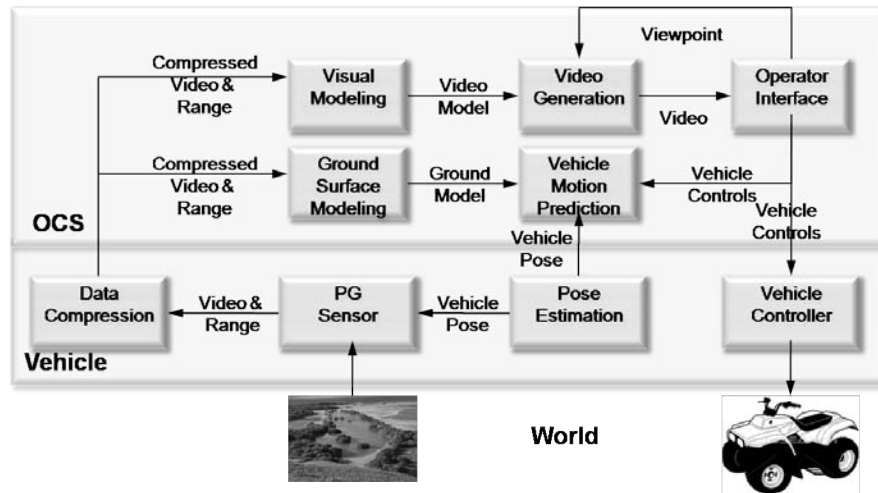 Viewpoint
Compressed
Video &
Range
Visual
Modeling
Video
Model
Video
Generation
Video
Operator
Interface
Compressed
Video &
Range
Ground
Surface
Modeling
Ground
Model
Vehicle
Motion
Prediction
Vehicle
Controls
Vehicle
Controls
OCS
Vehicle
Pose
Data
Compression
Video &
Range
PG
Sensor
Vehicle
Pose
Pose
Estimation
Vehicle
Controller
Vehicle
World